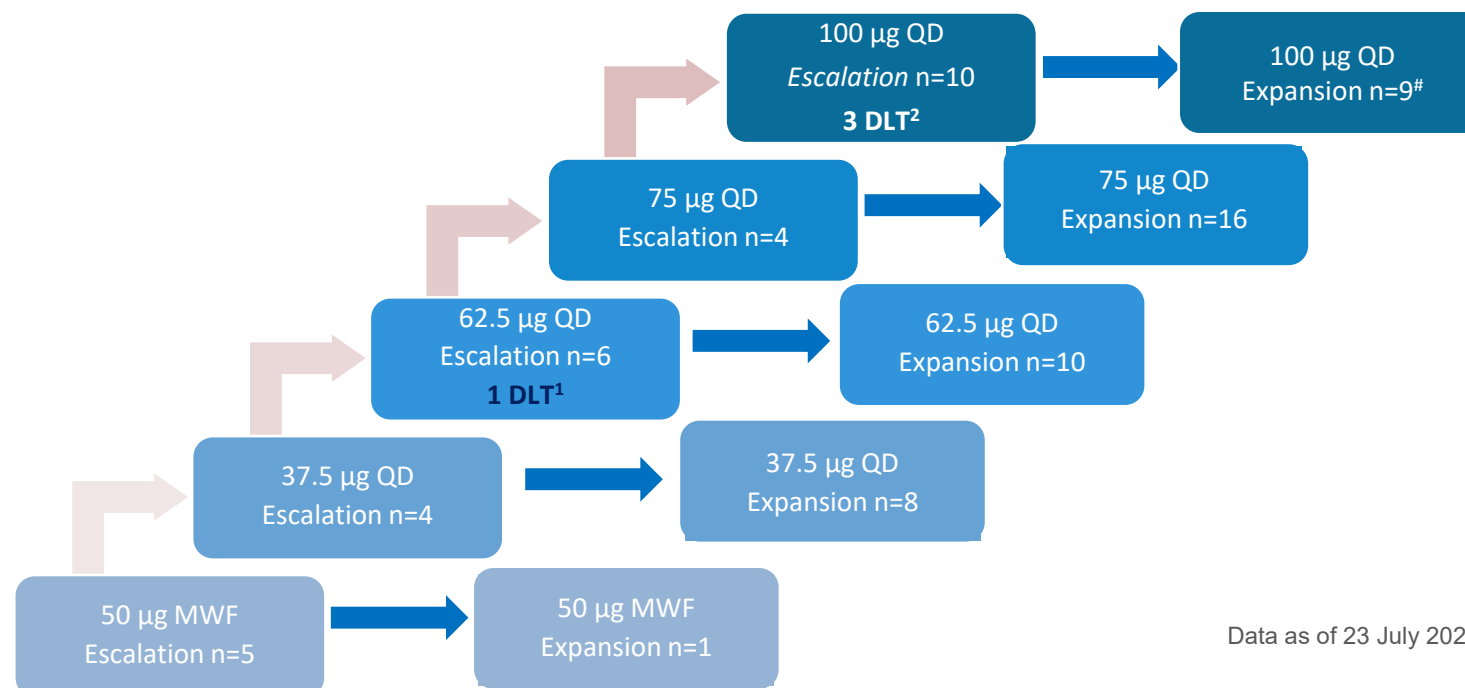 100 µg QD
Escalation n=10
3 DLT²
100 µg QD
Expansion n=9#
75 µg QD
Escalation n=4
75 µg QD
Expansion n=16
62.5 µg QD
Escalation n=6
1 DLT¹
62.5 µg QD
Expansion n=10
37.5 µg QD
Escalation n=4
37.5 µg QD
Expansion n=8
50 µg MWF
Escalation n=5
50 µg MWF
Expansion n=1
Data as of 23 July 202